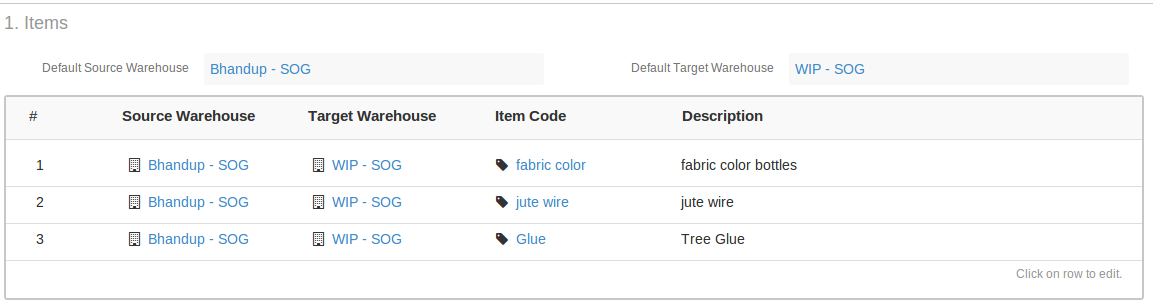 1. Items
Default Source Warehouse Bhandup - SOG Default Target Warehouse WIP - SOG
# Source Warehouse Target Warehouse Item Code Description
1 Bhandup - SOG WIP - SOG fabric color fabric color bottles
2 Bhandup - SOG WIP - SOG jute wire jute wire
3 Bhandup - SOG WIP - SOG Glue Tree Glue
Click on row to edit.